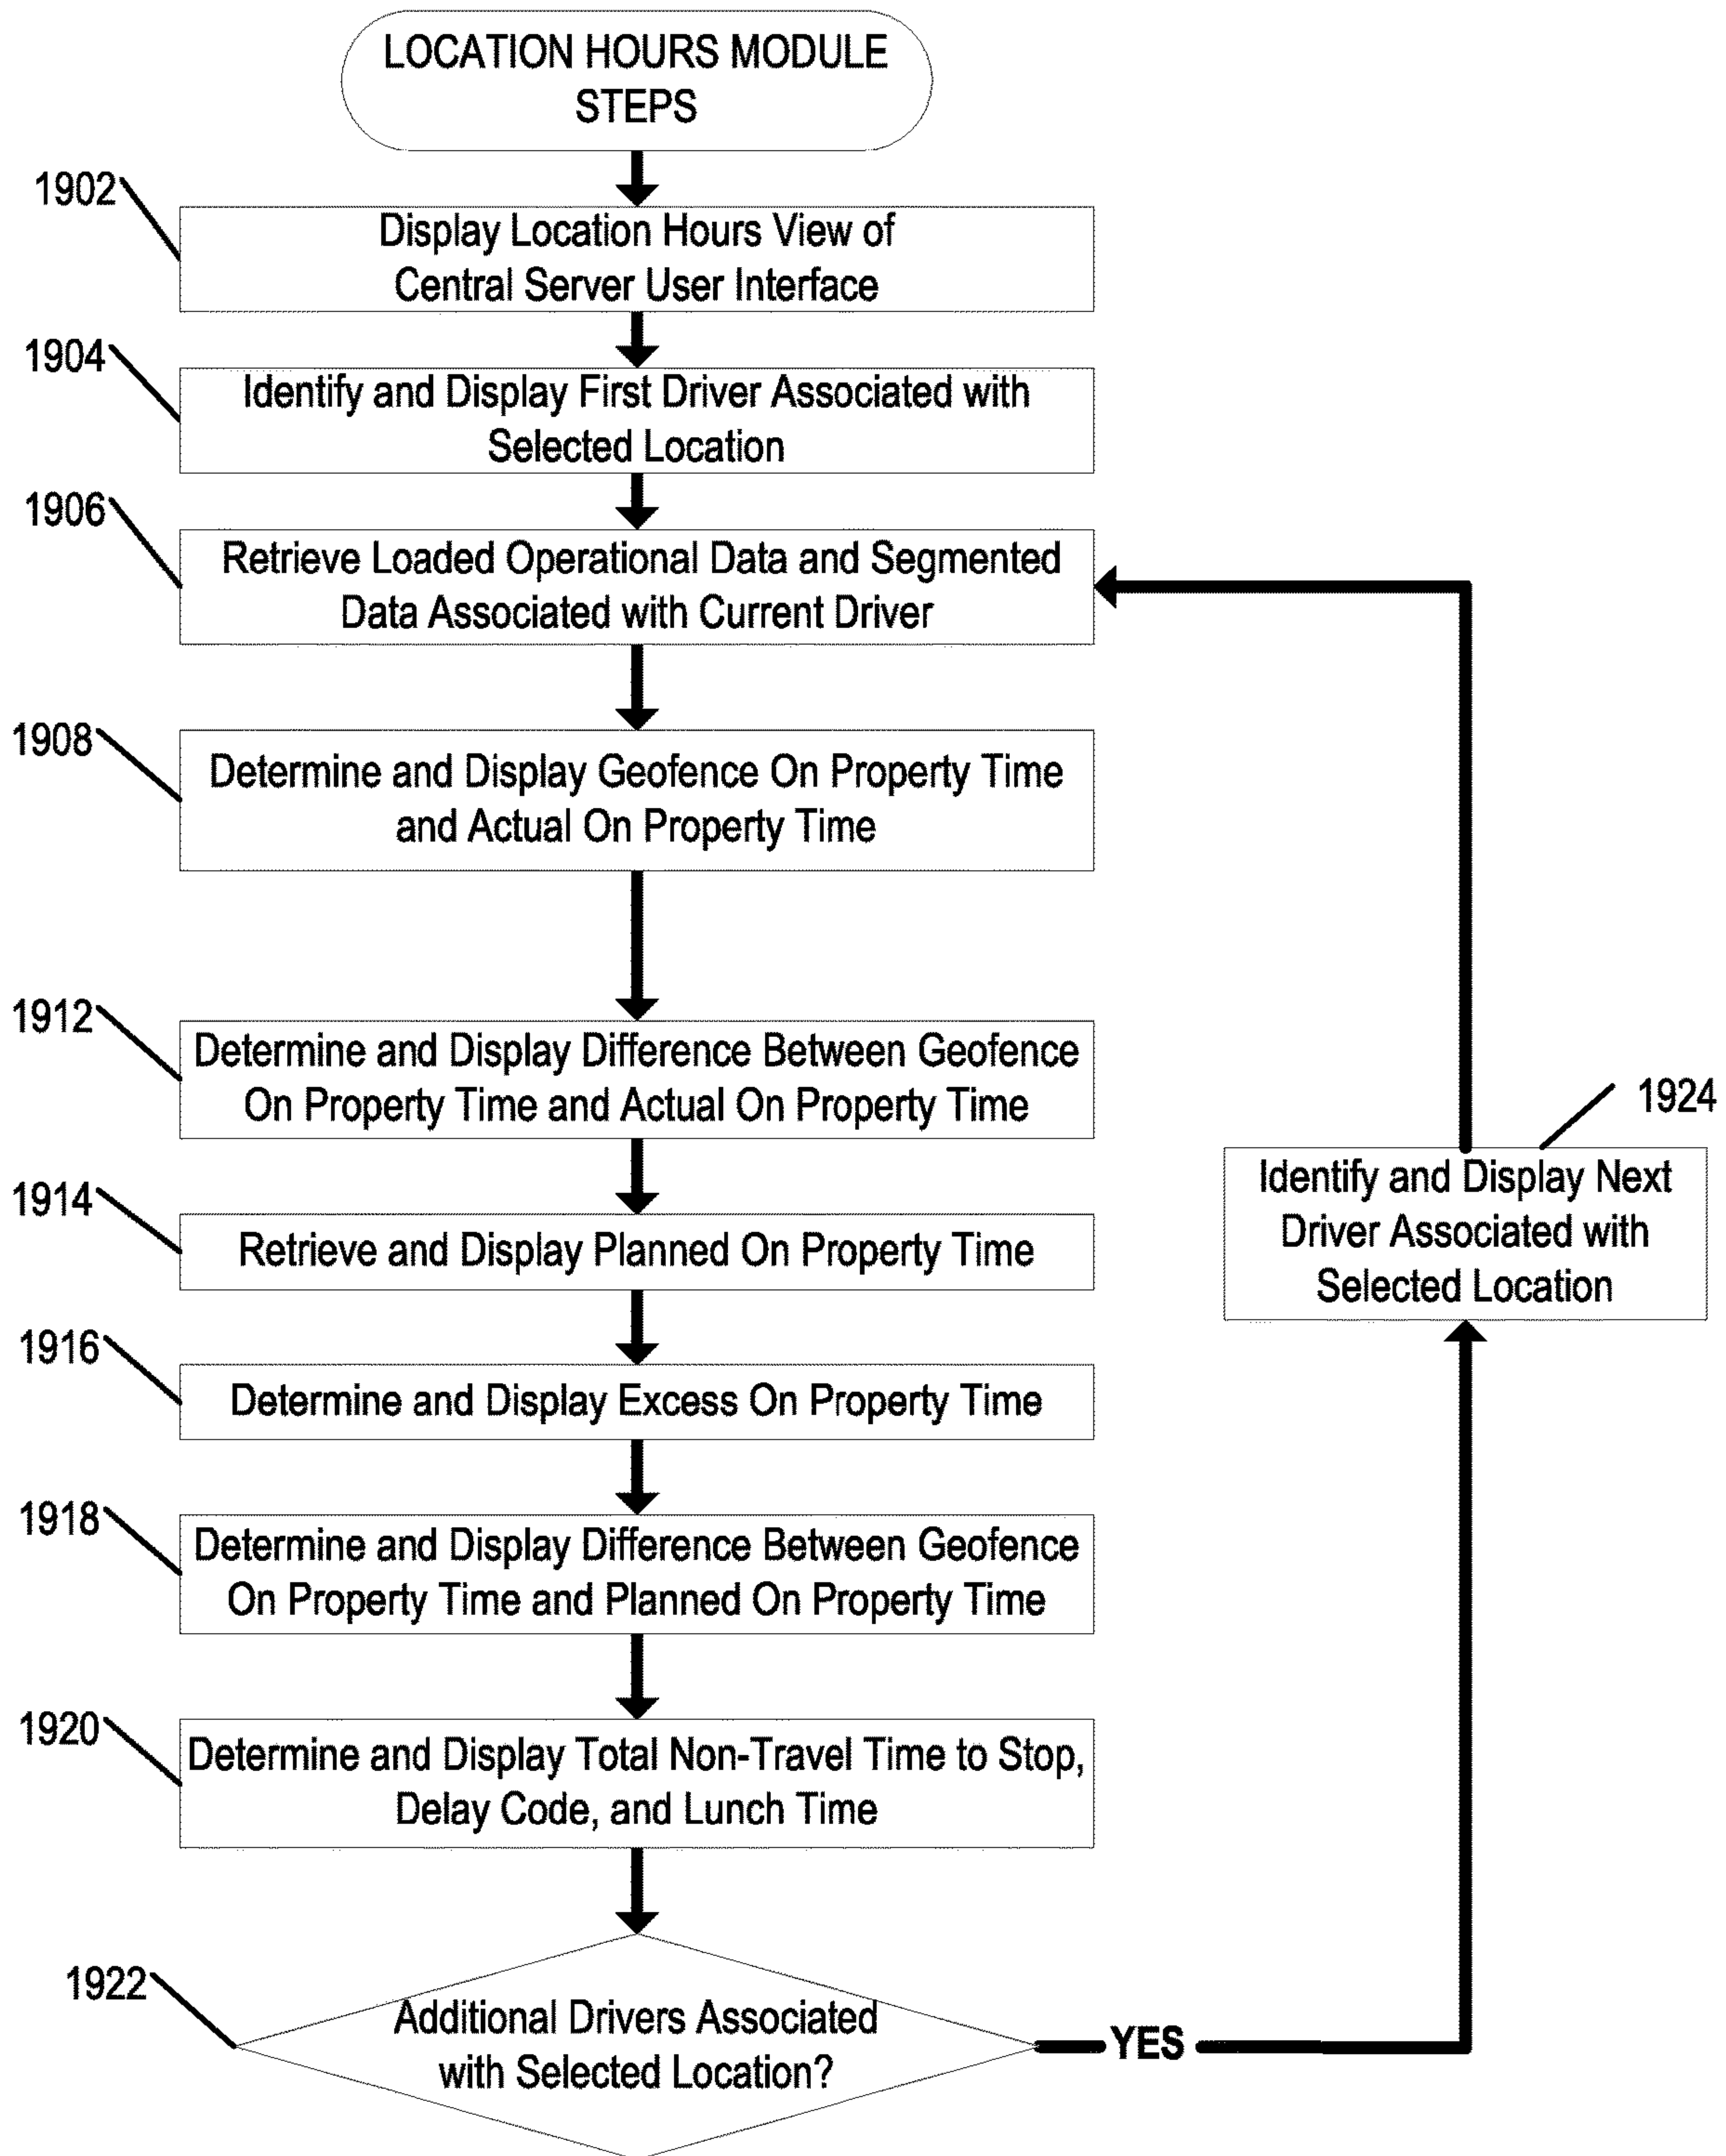 LOCATION HOURS MODULE
STEPS
1902
Display Location Hours View of
Central Server User Interface
1904
Identify and Display First Driver Associated with
Selected Location
1906
Retrieve Loaded Operational Data and Segmented
Data Associated with Current Driver
1908
Determine and Display Geofence On Property Time
and Actual On Property Time
1912
Determine and Display Difference Between Geofence
On Property Time and Actual On Property Time
1914
Retrieve and Display Planned On Property Time
1916
Determine and Display Excess On Property Time
1918
Determine and Display Difference Between Geofence
On Property Time and Planned On Property Time
1920
Determine and Display Total Non-Travel Time to Stop,
Delay Code, and Lunch Time
1922
Additional Drivers Associated
with Selected Location?
YES
1924
Identify and Display Next
Driver Associated with
Selected Location